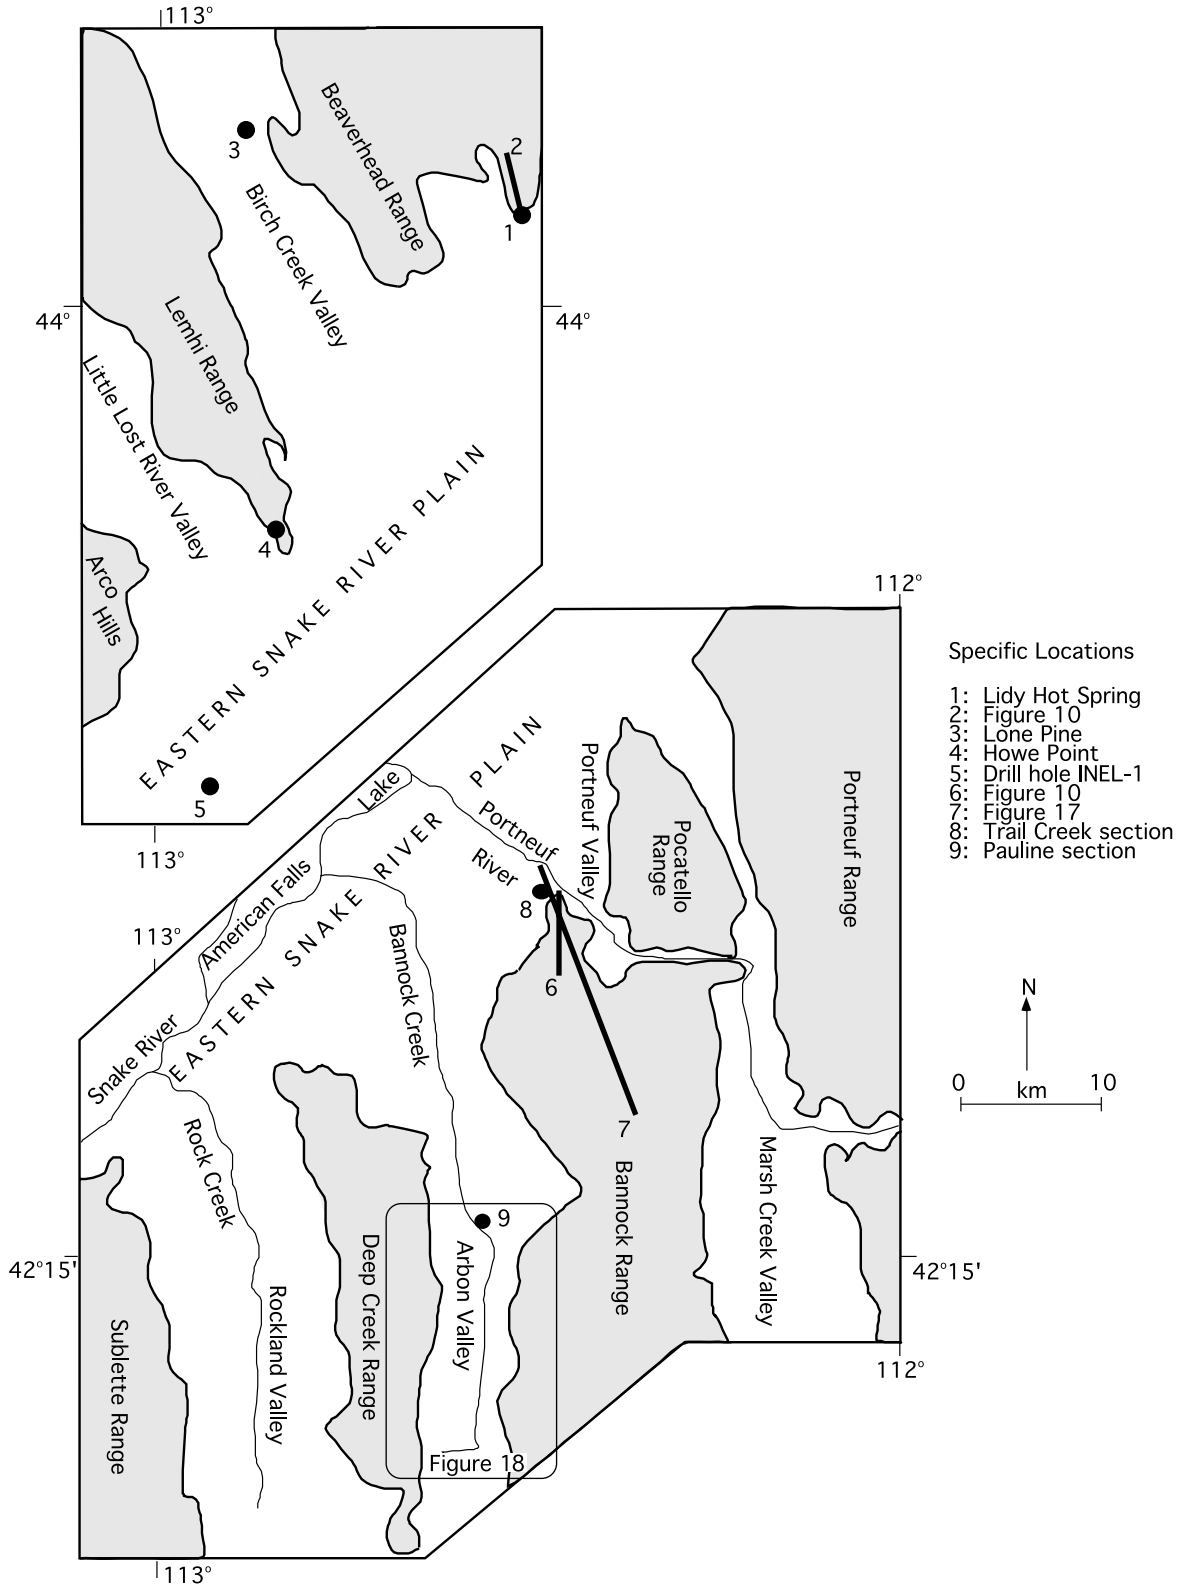 113°
Beaverhead Range
2
3
Birch Creek Valley
1
44°
44°
Lemhi Range
Little Lost River Valley
4
EASTERN SNAKE RIVER PLAIN
Arco
Hills
5
113°
112°
Specific Locations
1: Lidy Hot Spring
2: Figure 10
3: Lone Pine
4: Howe Point
5: Drill hole INEL-1
6: Figure 10
7: Figure 17
8: Trail Creek section
9: Pauline section
EASTERN SNAKE RIVER PLAIN
American Falls Lake
Portneuf
River
Portneuf Valley
Pocatello
Range
Portneuf Range
8
113°
Bannock Creek
6
Snake River
N
0 km 10
7
Rock Creek
Bannock Range
Marsh Creek Valley
9
Deep Creek Range
Arbon Valley
42°15'
42°15'
Rockland Valley
Sublette Range
112°
Figure 18
113°